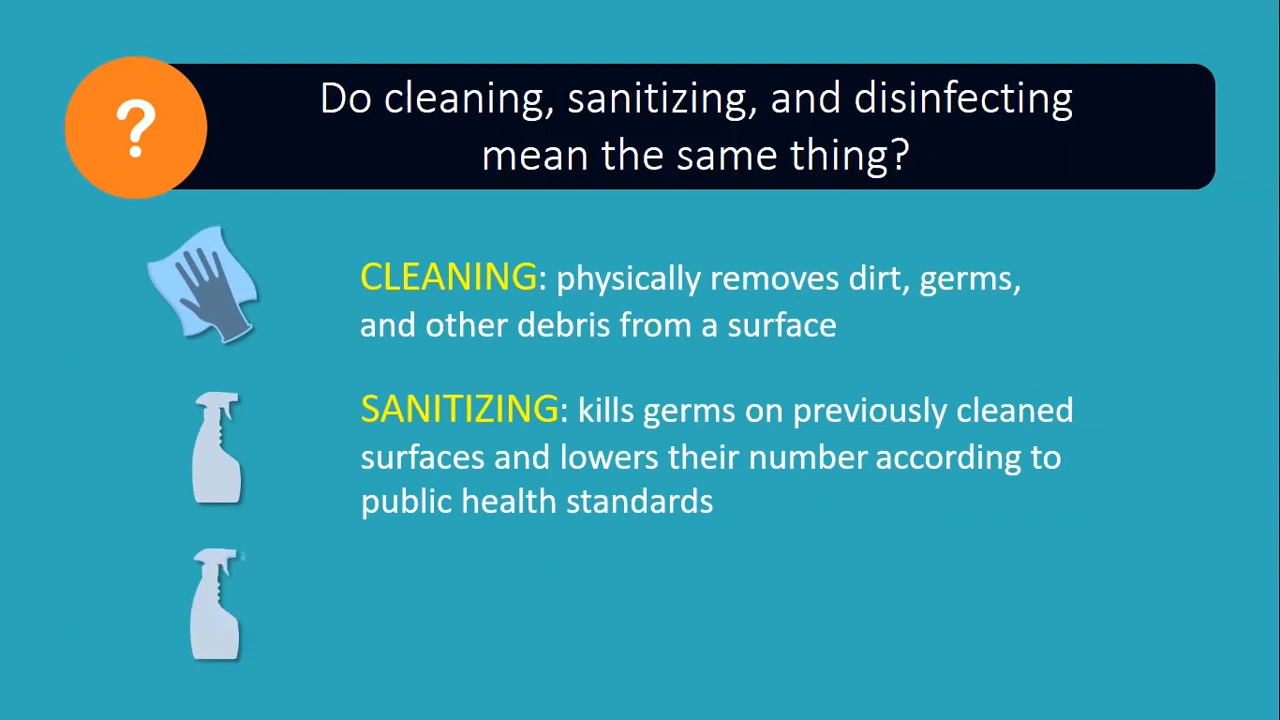 ?
Do cleaning, sanitizing, and disinfecting
mean the same thing?
CLEANING: physically removes dirt, germs,
and other debris from a surface
SANITIZING: kills germs on previously cleaned
surfaces and lowers their number according to
public health standards